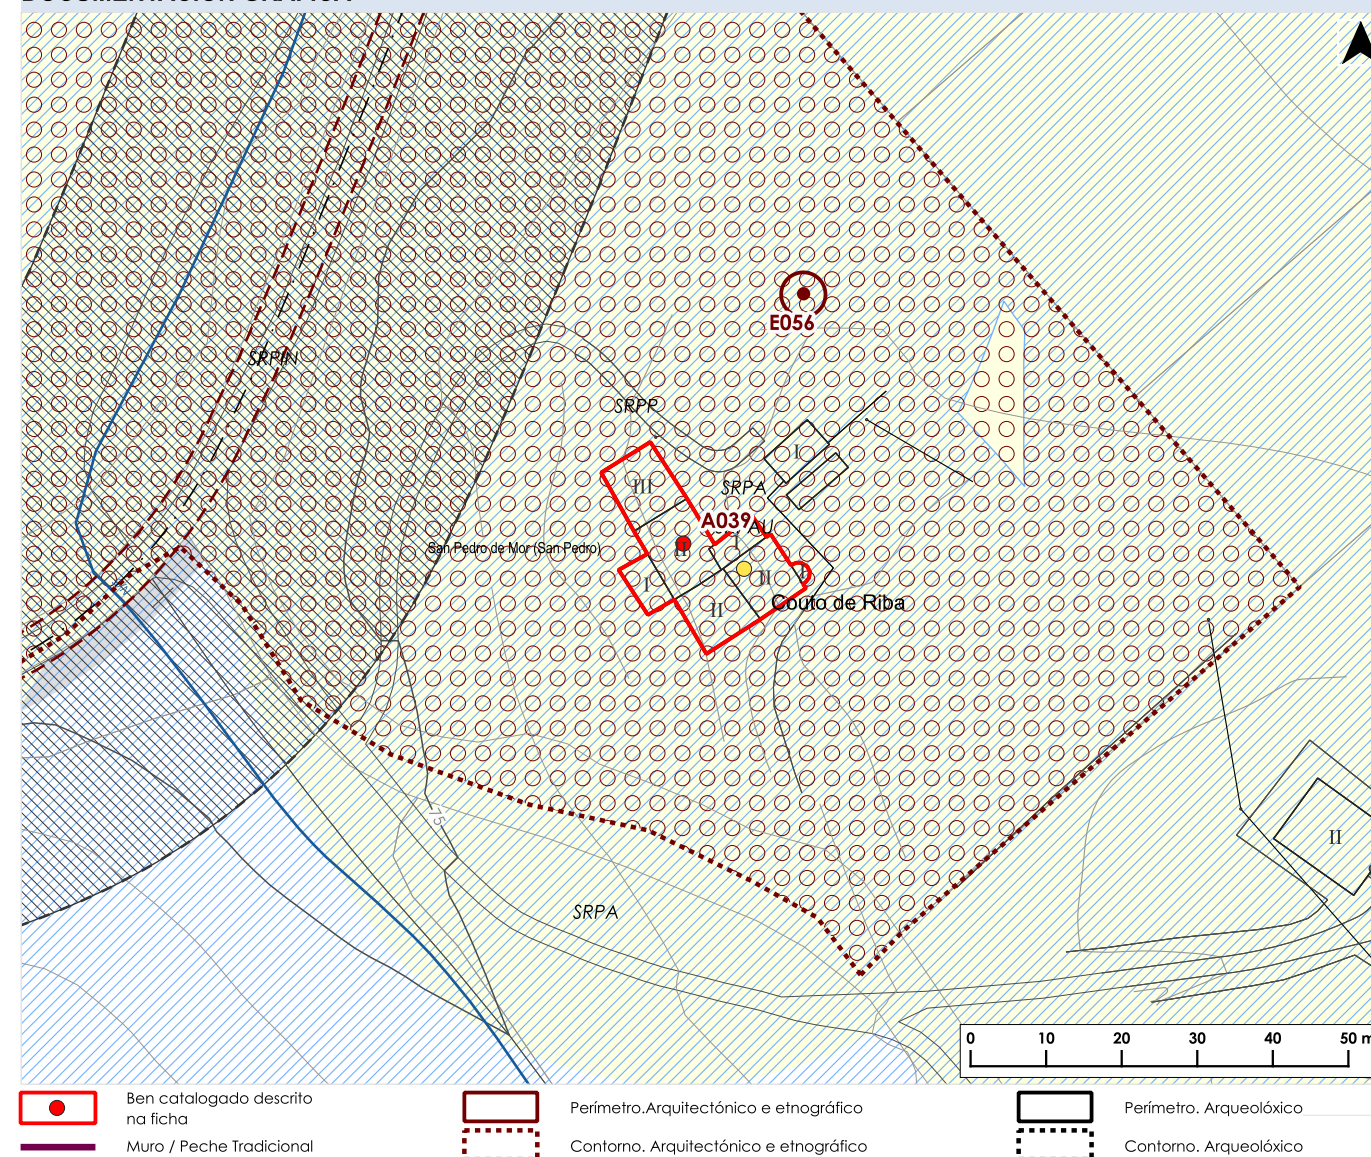 SRPIN
E056
SRPP
I
III
SRPA
A039
AU
San Pedro de Mor (San Pedro)
II
I
I
II
I
II
Couto de Riba
75
II
SRPA
0 10 20 30 40 50 m
Ben catalogado descrito
na ficha
Perímetro.Arquitectónico e etnográfico
Perímetro. Arqueolóxico
Muro / Peche Tradicional
Contorno. Arquitectónico e etnográfico
Contorno. Arqueolóxico